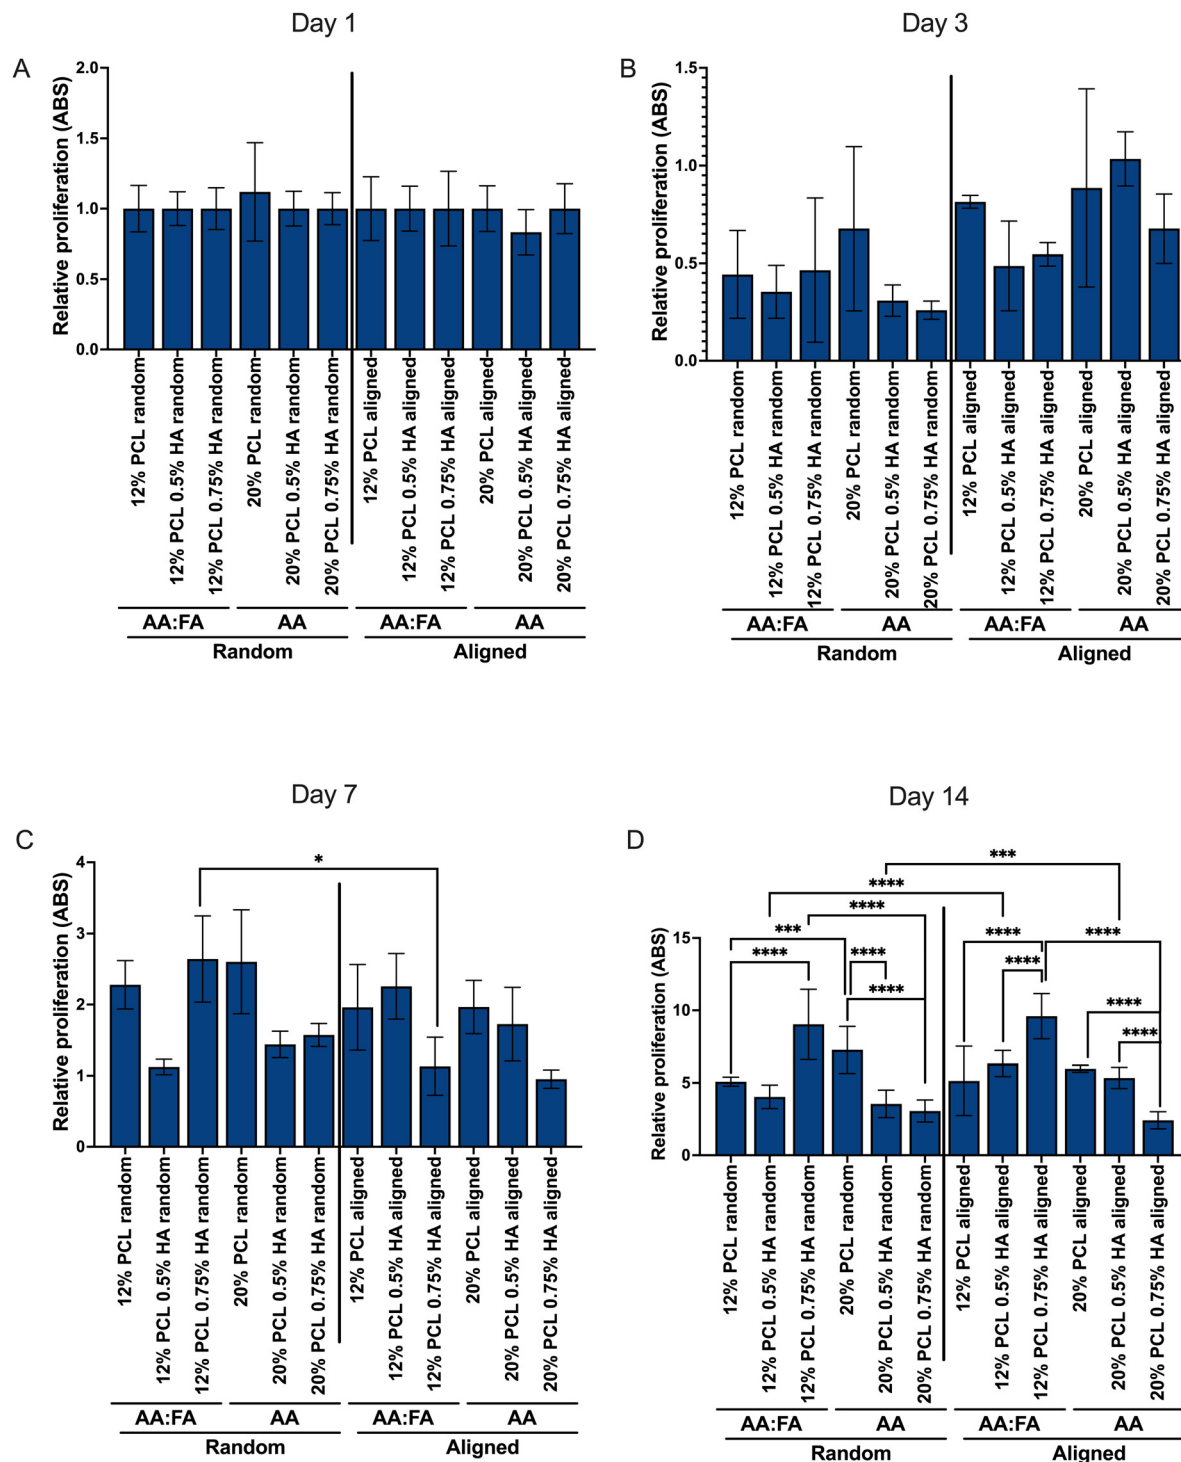 Day 1
A
Relative proliferation (ABS)
2.0
1.5
1.0
0.5
0.0
12% PCL random
12% PCL 0.5% HA random
12% PCL 0.75% HA random
20% PCL random
20% PCL 0.5% HA random
20% PCL 0.75% HA random
12% PCL aligned
12% PCL 0.5% HA aligned
12% PCL 0.75% HA aligned
20% PCL aligned
20% PCL 0.5% HA aligned
20% PCL 0.75% HA aligned
AA:FA
AA
AA:FA
AA
Random
Aligned
Day 3
B
Relative proliferation (ABS)
1.5
1.0
0.5
0.0
12% PCL random
12% PCL 0.5% HA random
12% PCL 0.75% HA random
20% PCL random
20% PCL 0.5% HA random
20% PCL 0.75% HA random
12% PCL aligned
12% PCL 0.5% HA aligned
12% PCL 0.75% HA aligned
20% PCL aligned
20% PCL 0.5% HA aligned
20% PCL 0.75% HA aligned
AA:FA
AA
AA:FA
AA
Random
Aligned
Day 7
C
Relative proliferation (ABS)
4
3
2
1
0
*
12% PCL random
12% PCL 0.5% HA random
12% PCL 0.75% HA random
20% PCL random
20% PCL 0.5% HA random
20% PCL 0.75% HA random
12% PCL aligned
12% PCL 0.5% HA aligned
12% PCL 0.75% HA aligned
20% PCL aligned
20% PCL 0.5% HA aligned
20% PCL 0.75% HA aligned
AA:FA
AA
AA:FA
AA
Random
Aligned
Day 14
D
Relative proliferation (ABS)
15
10
5
0
***
****
****
***
****
****
****
****
****
****
****
****
12% PCL random
12% PCL 0.5% HA random
12% PCL 0.75% HA random
20% PCL random
20% PCL 0.5% HA random
20% PCL 0.75% HA random
12% PCL aligned
12% PCL 0.5% HA aligned
12% PCL 0.75% HA aligned
20% PCL aligned
20% PCL 0.5% HA aligned
20% PCL 0.75% HA aligned
AA:FA
AA
AA:FA
AA
Random
Aligned